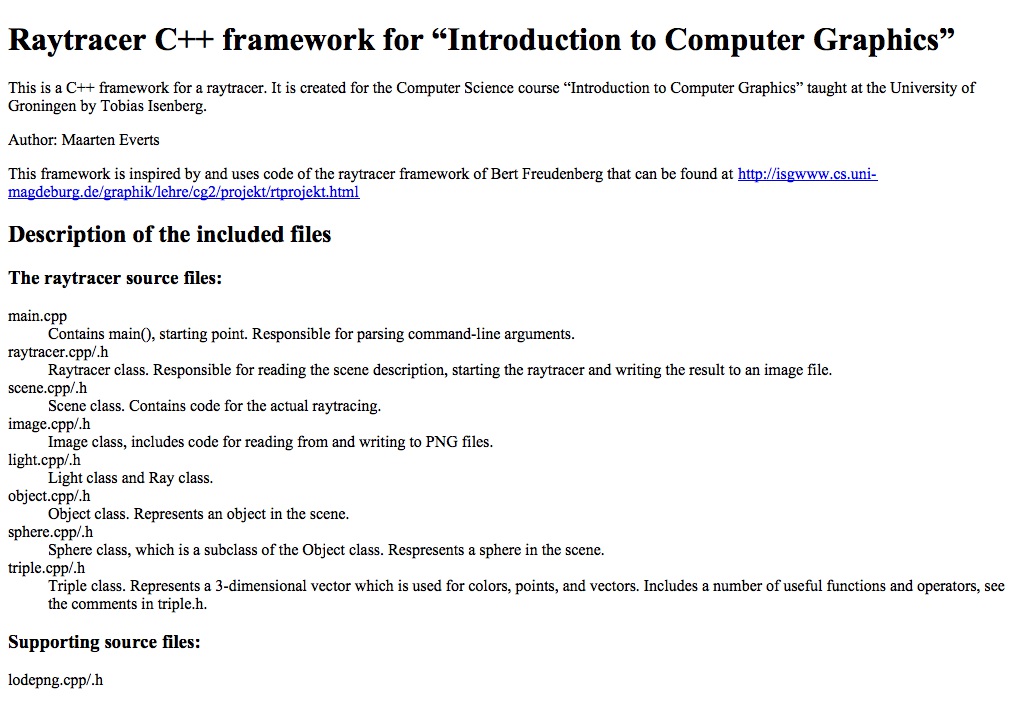 Raytracer C++ framework for “Introduction to Computer Graphics”
This is a C++ framework for a raytracer. It is created for the Computer Science course “Introduction to Computer Graphics” taught at the University of
Groningen by Tobias Isenberg.
Author: Maarten Everts
This framework is inspired by and uses code of the raytracer framework of Bert Freudenberg that can be found at http://isgwww.cs.uni-
magdeburg.de/graphik/lehre/cg2/projekt/rtprojekt.html
Description of the included files
The raytracer source files:
main.cpp
Contains main(), starting point. Responsible for parsing command-line arguments.
raytracer.cpp/.h
Raytracer class. Responsible for reading the scene description, starting the raytracer and writing the result to an image file.
scene.cpp/.h
Scene class. Contains code for the actual raytracing.
image.cpp/.h
Image class, includes code for reading from and writing to PNG files.
light.cpp/.h
Light class and Ray class.
object.cpp/.h
Object class. Represents an object in the scene.
sphere.cpp/.h
Sphere class, which is a subclass of the Object class. Respresents a sphere in the scene.
triple.cpp/.h
Triple class. Represents a 3-dimensional vector which is used for colors, points, and vectors. Includes a number of useful functions and operators, see
the comments in triple.h.
Supporting source files:
lodepng.cpp/.h